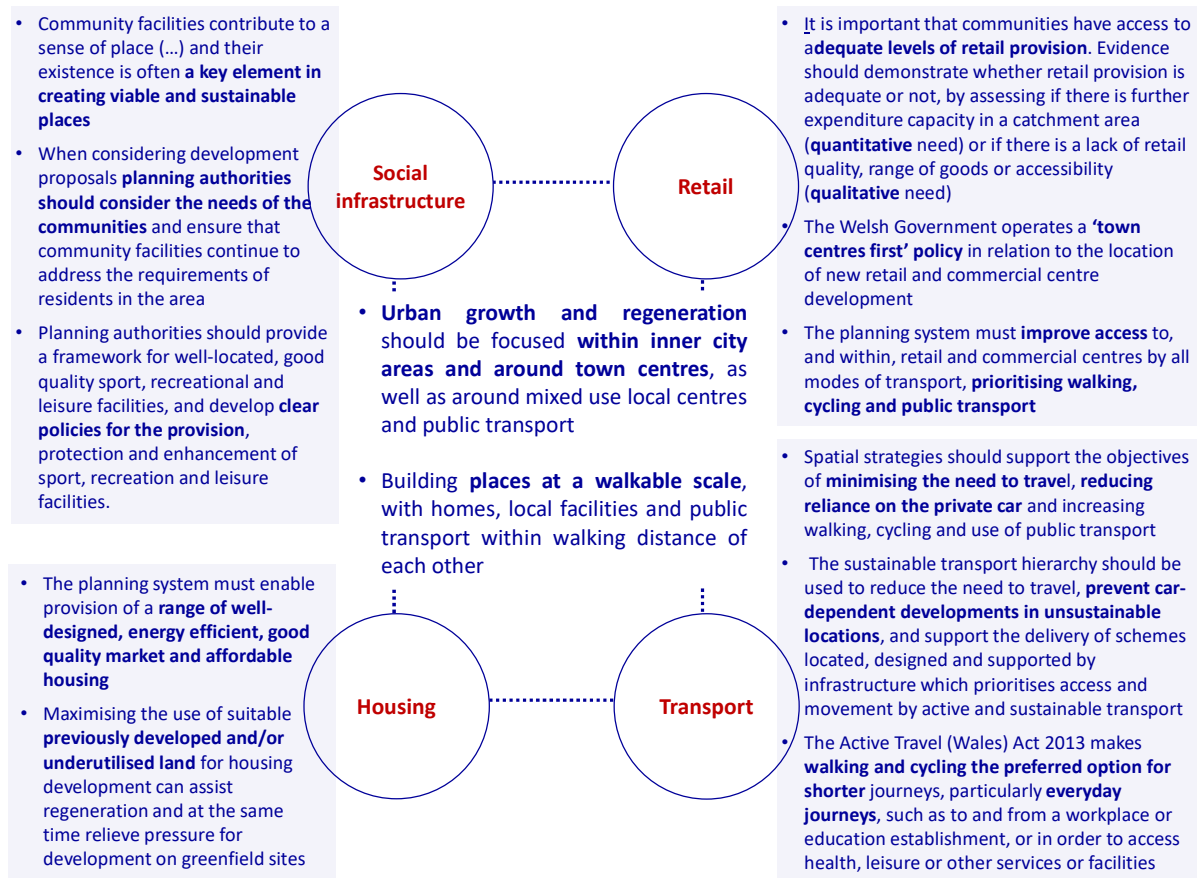 • Community facilities contribute to a
sense of place (…) and their
existence is often a key element in
creating viable and sustainable
places
• When considering development
proposals planning authorities
should consider the needs of the
communities and ensure that
community facilities continue to
address the requirements of
residents in the area
• Planning authorities should provide
a framework for well-located, good
quality sport, recreational and
leisure facilities, and develop clear
policies for the provision,
protection and enhancement of
sport, recreation and leisure
facilities.
Social
infrastructure
Retail
• It is important that communities have access to
adequate levels of retail provision. Evidence
should demonstrate whether retail provision is
adequate or not, by assessing if there is further
expenditure capacity in a catchment area
(quantitative need) or if there is a lack of retail
quality, range of goods or accessibility
(qualitative need)
• The Welsh Government operates a ‘town
centres first’ policy in relation to the location
of new retail and commercial centre
development
• The planning system must improve access to,
and within, retail and commercial centres by all
modes of transport, prioritising walking,
cycling and public transport
• Urban growth and regeneration
should be focused within inner city
areas and around town centres, as
well as around mixed use local centres
and public transport
• Building places at a walkable scale,
with homes, local facilities and public
transport within walking distance of
each other
• The planning system must enable
provision of a range of well-
designed, energy efficient, good
quality market and affordable
housing
• Maximising the use of suitable
previously developed and/or
underutilised land for housing
development can assist
regeneration and at the same
time relieve pressure for
development on greenfield sites
Housing
Transport
• Spatial strategies should support the objectives
of minimising the need to travel, reducing
reliance on the private car and increasing
walking, cycling and use of public transport
• The sustainable transport hierarchy should be
used to reduce the need to travel, prevent car-
dependent developments in unsustainable
locations, and support the delivery of schemes
located, designed and supported by
infrastructure which prioritises access and
movement by active and sustainable transport
• The Active Travel (Wales) Act 2013 makes
walking and cycling the preferred option for
shorter journeys, particularly everyday
journeys, such as to and from a workplace or
education establishment, or in order to access
health, leisure or other services or facilities